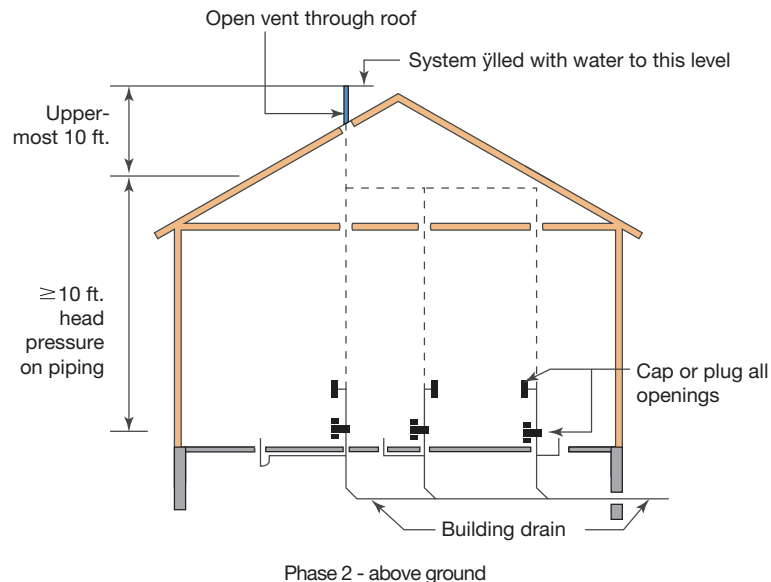 Open vent through roof
System ÿlled with water to this level
Upper-
most 10 ft.
≥10 ft.
head
pressure
on piping
Cap or plug all
openings
Building drain
Phase 2 - above ground